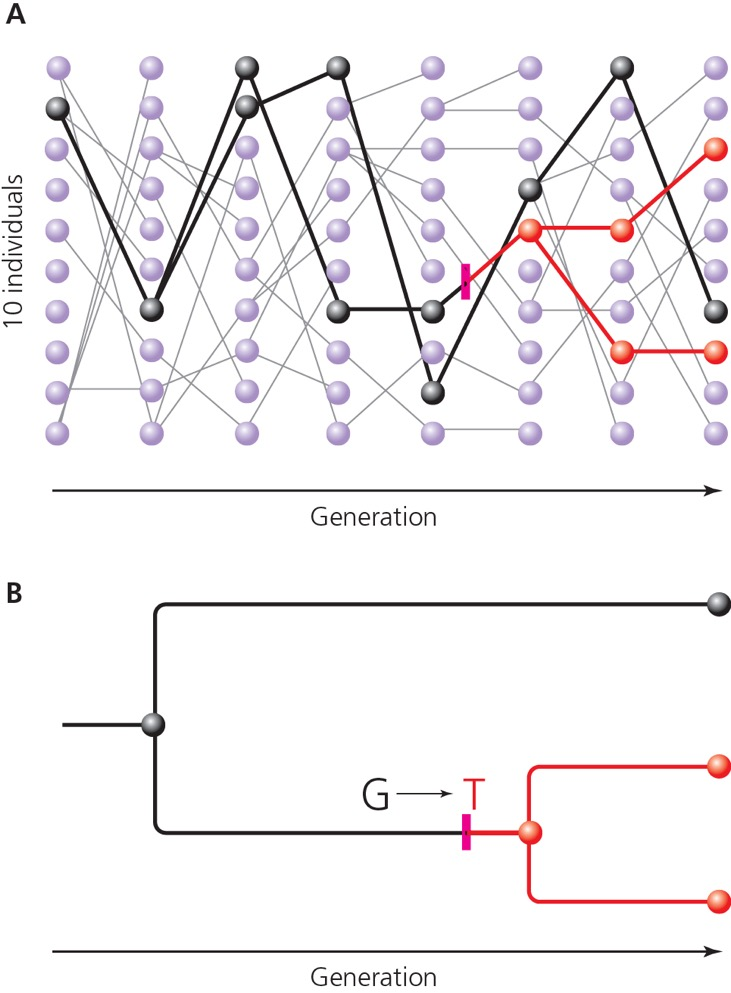 A
10 individuals
Generation
B
G → T
Generation